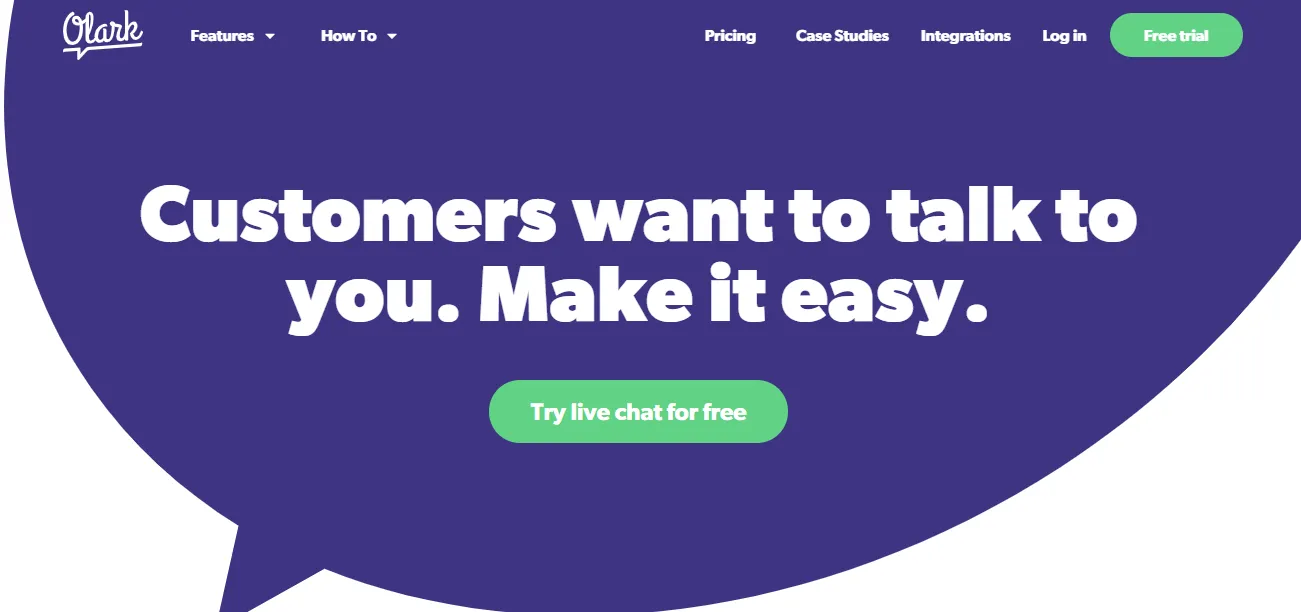 Olark
Features
How To
Pricing
Case Studies
Integrations
Log in
Free trial
Customers want to talk to
you. Make it easy.
Try live chat for free